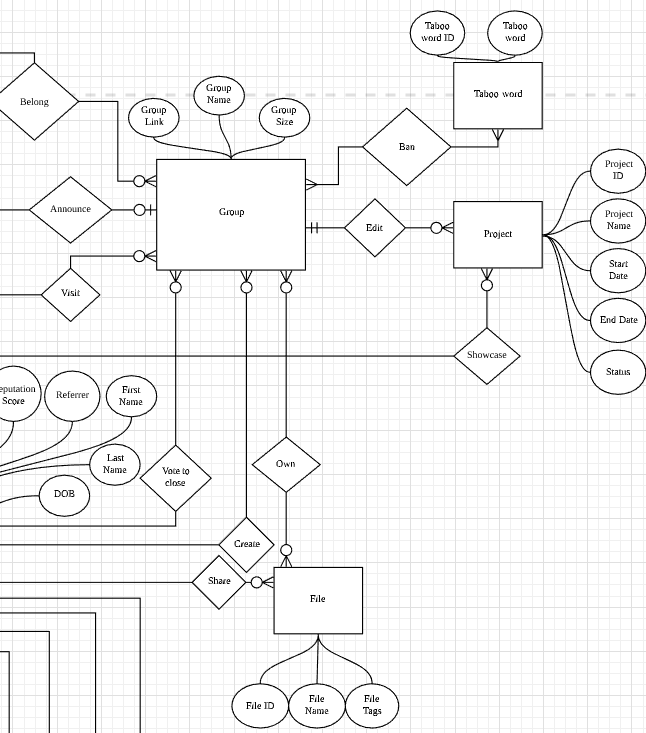 Taboo
word ID
Taboo
word
Taboo word
Belong
Group
Link
Group
Name
Group
Size
Ban
Project
ID
Announce
Group
Edit
Project
Project
Name
Start
Date
Visit
End Date
Showcase
Status
eputation
Score
Referrer
First
Name
Last
Name
Vote to
close
Own
DOB
Create
Share
File
File ID
File
Name
File
Tags